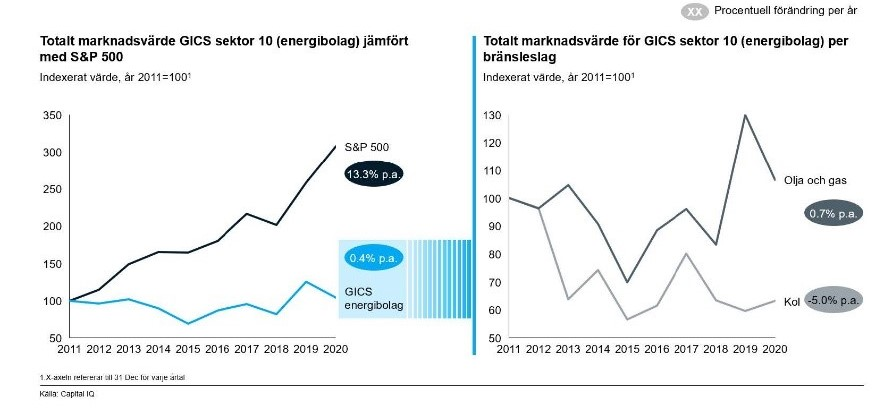 XX Procentuell förändring per år
Totalt marknadsvärde GICS sektor 10 (energibolag) jämfört
med S&P 500
Indexerat värde, år 2011=100¹
350
300
250
200
150
100
50
2011 2012 2013 2014 2015 2016 2017 2018 2019 2020
S&P 500
13.3% p.a.
0.4% p.a.
GICS
energibolag
Totalt marknadsvärde för GICS sektor 10 (energibolag) per
bränsleslag
Indexerat värde, år 2011=100¹
130
120
110
100
90
80
70
60
50
2011 2012 2013 2014 2015 2016 2017 2018 2019 2020
Olja och gas
0.7% p.a.
Kol -5.0% p.a.
1.X-axeln refererar till 31 Dec för varje årtal
Källa: Capital IQ